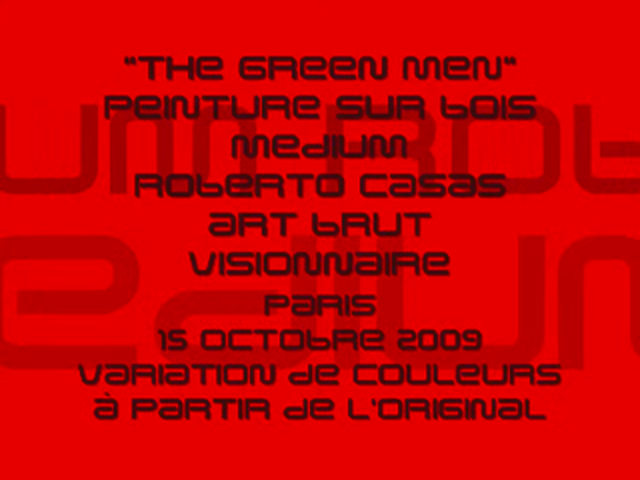 "THE GREEN MEN"
PEINTURE SUR BOIS
MEDIUM
ROBERTO CASAS
ART BRUT
VISIONNAIRE
PARIS
15 OCTOBRE 2009
VARIATION DE COULEURS
À PARTIR DE L'ORIGINAL